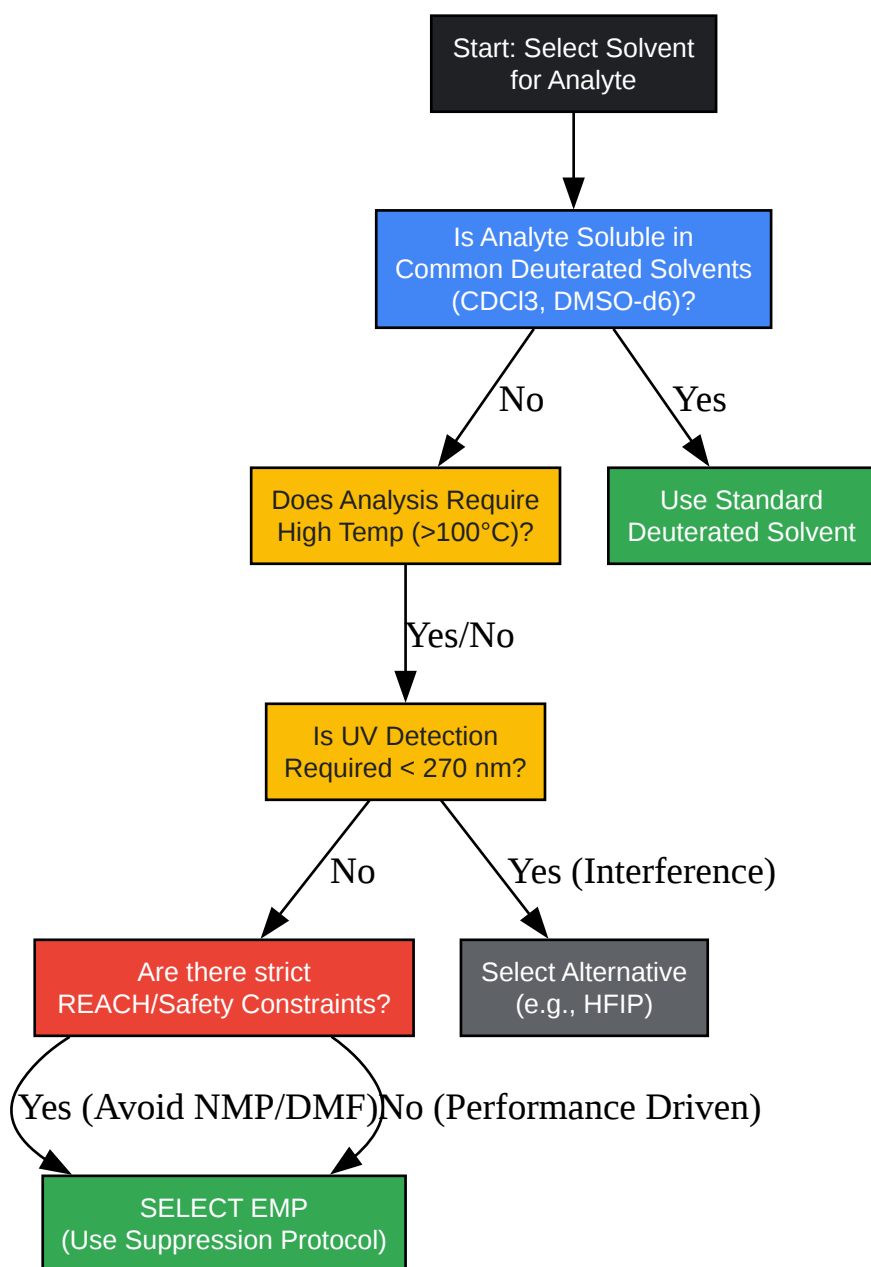 Start: Select Solvent
for Analyte
Is Analyte Soluble in
Common Deuterated Solvents
(CDCl3, DMSO-d6)?
No
Yes
Does Analysis Require
High Temp (>100°C)?
Use Standard
Deuterated Solvent
Yes/No
Is UV Detection
Required < 270 nm?
No
Yes (Interference)
Are there strict
REACH/Safety Constraints?
Select Alternative
(e.g., HFIP)
Yes (Avoid NMP/DMF)
No (Performance Driven)
SELECT EMP
(Use Suppression Protocol)